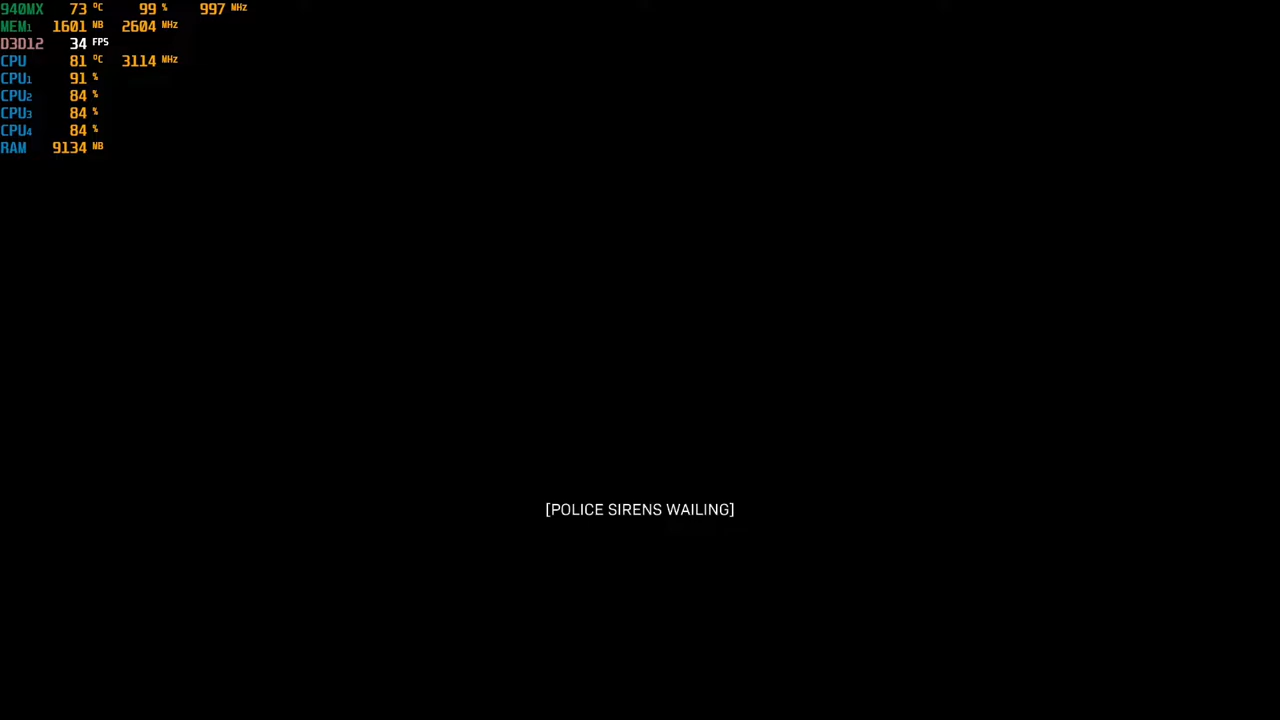 940MX 73 °C 99 % 997 MHz
MEM1 1601 MB 2604 MHz
D3D12 34 FPS
CPU 81 °C 3114 MHz
CPU1 91 %
CPU2 84 %
CPU3 84 %
CPU4 84 %
RAM 9134 MB
[POLICE SIRENS WAILING]